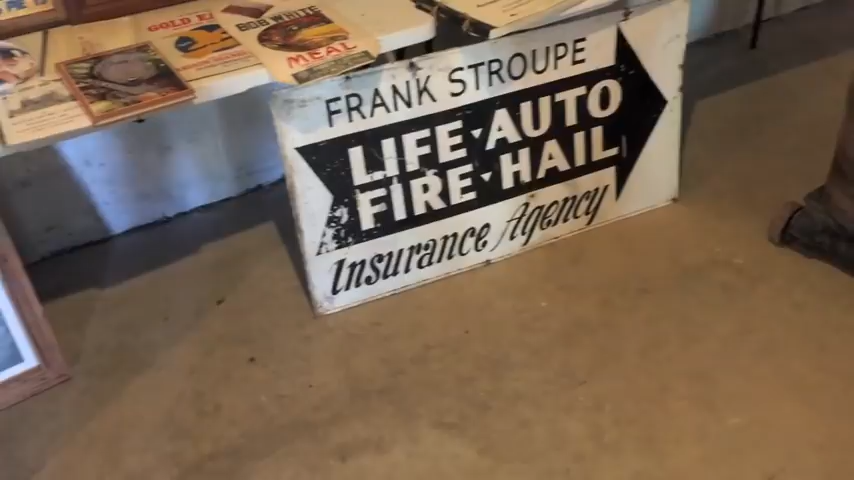 GOLD
BOB WHITE
MEAL
FRANK STROUPE
LIFE·AUTO
FIRE·HAIL
Insurance Agency